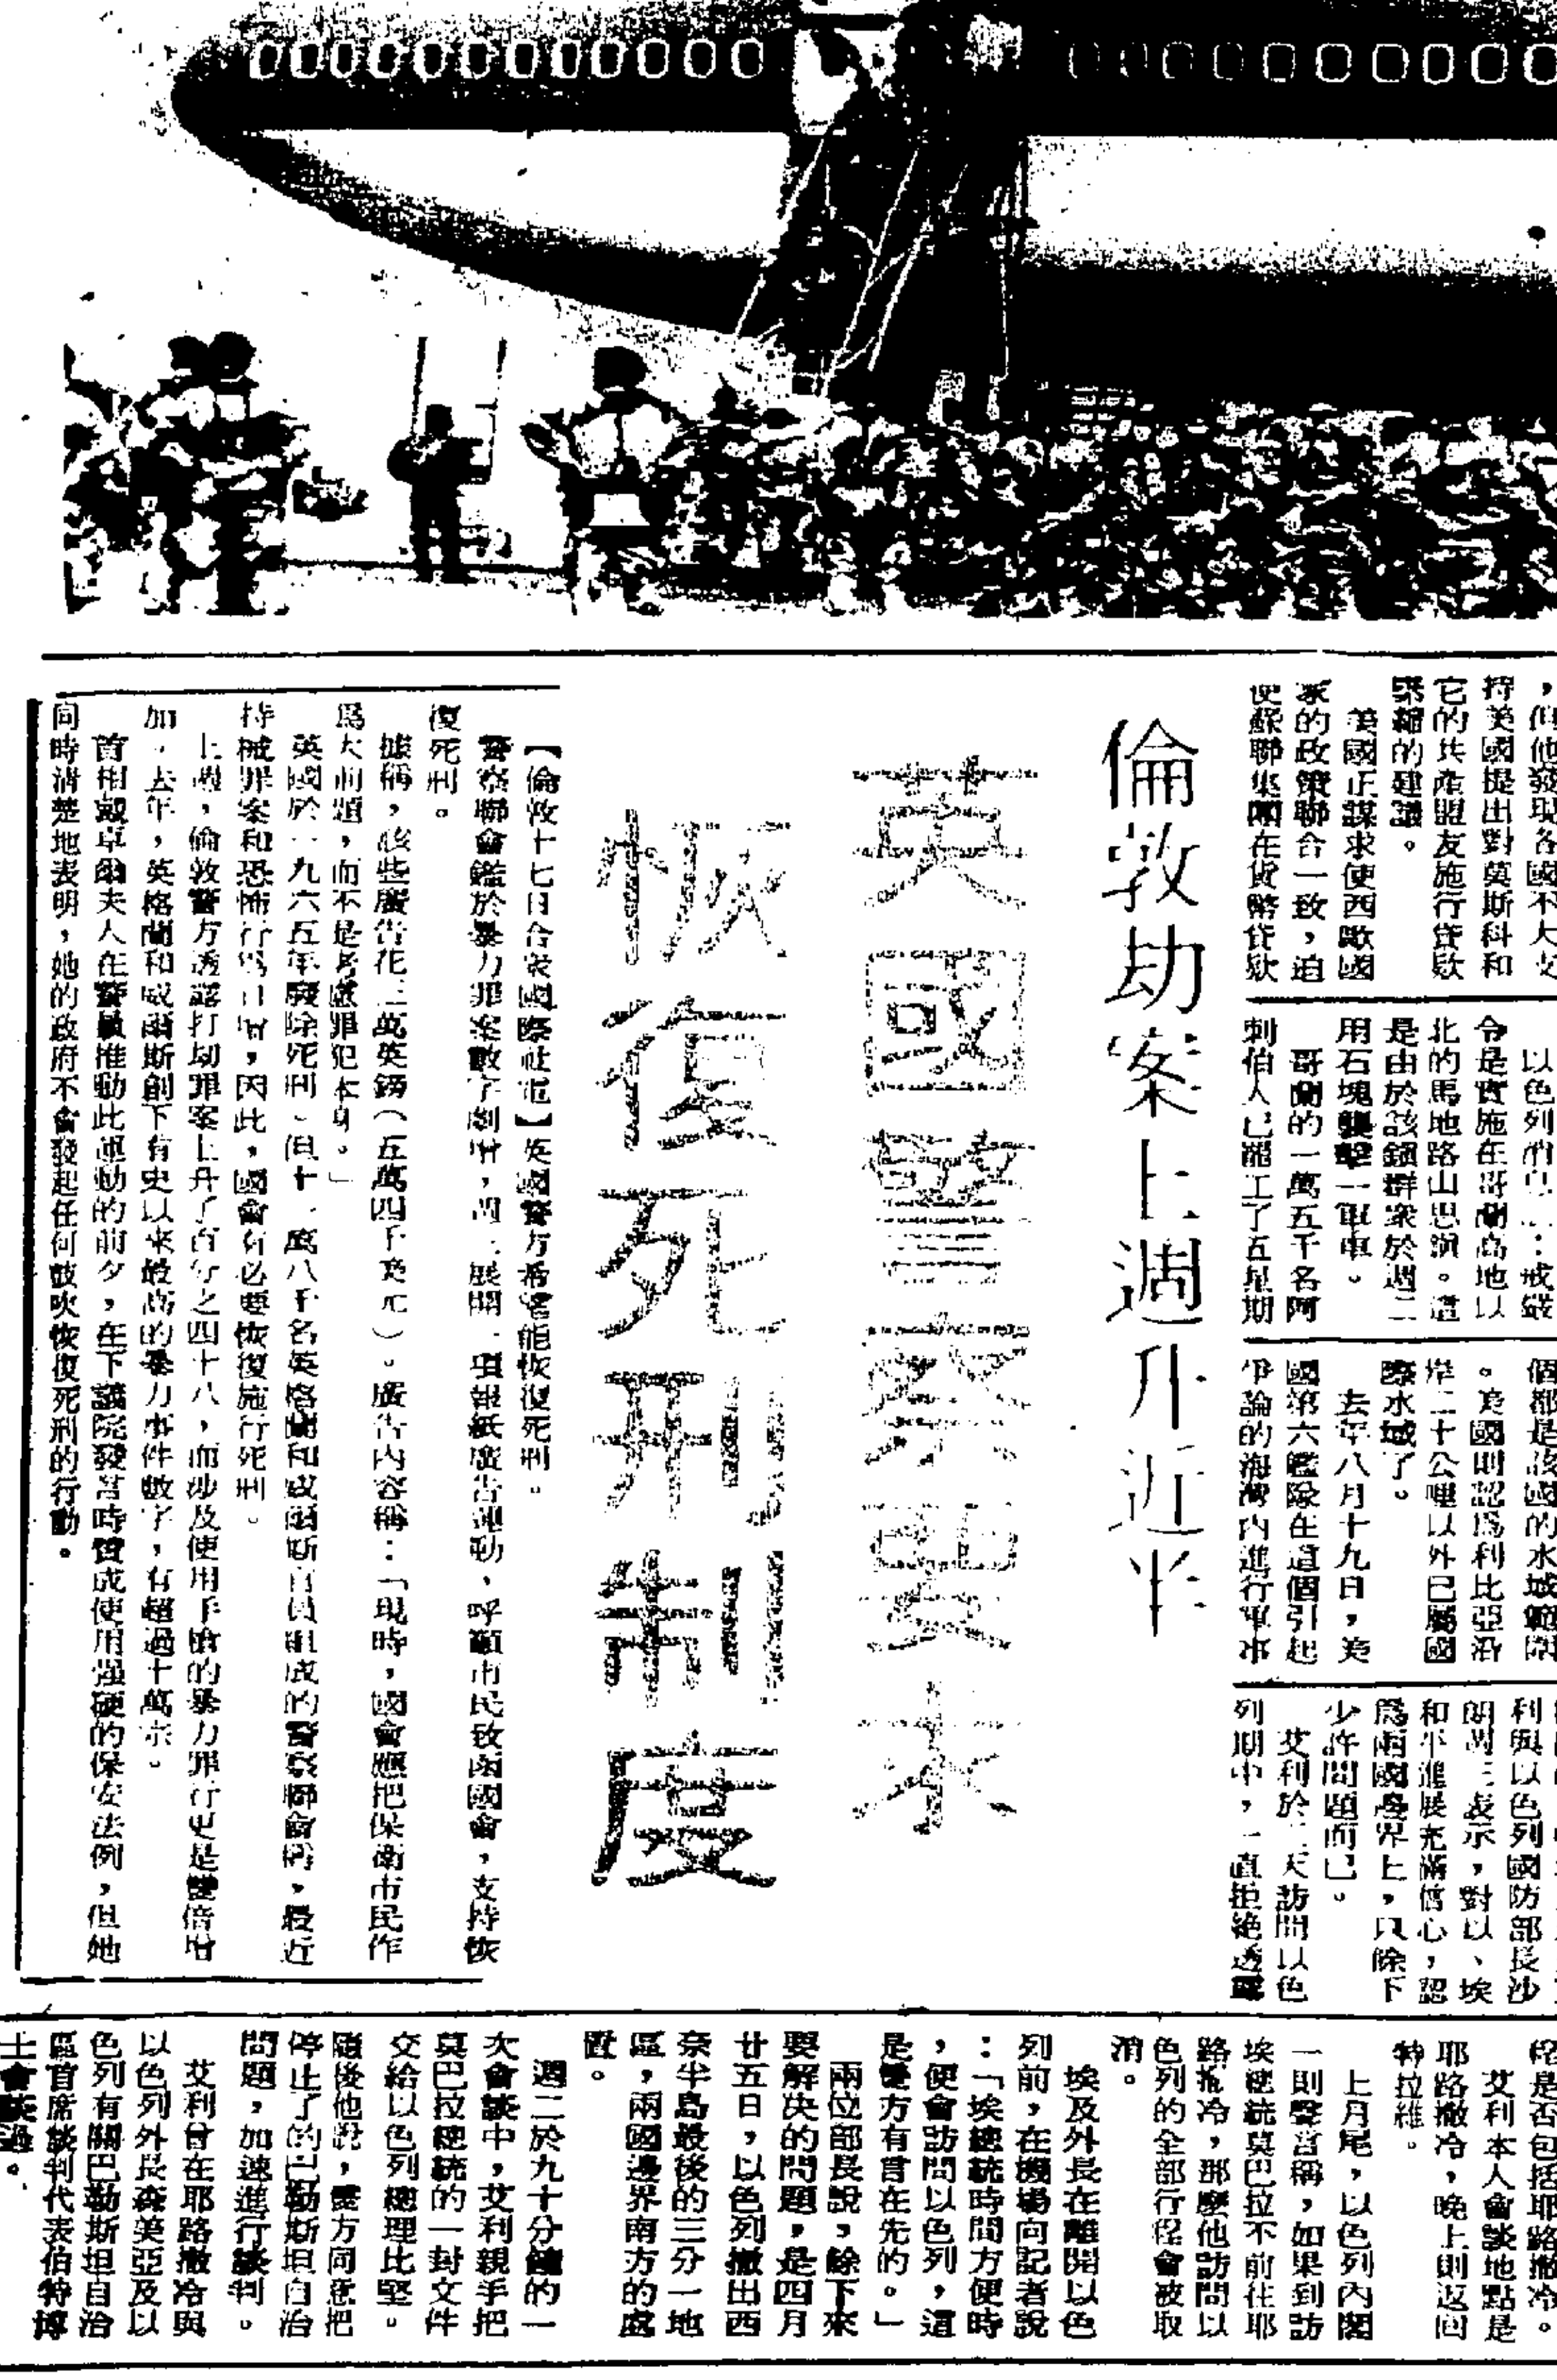 倫敦劫案上週升近半
英國警察要求
恢復死刑制度
【倫敦十七日合衆國際社電】英國警方希望能恢復死刑。
警察聯會鑑於暴力罪案數字劇增，週二展開一項報紙廣告運動，呼籲市民致函國會，支持恢
復死刑。
據稱，該些廣告花三萬英鎊（五萬四千美元）。廣告內容稱：「現時，國會應把保衞市民作
爲大前題，而不是考慮罪犯本身。」
英國於一九六五年廢除死刑。但十一萬八千名英格蘭和威爾斯官員組成的警察聯會稱，最近
持械罪案和恐怖行爲日增，因此，國會有必要恢復施行死刑。
上週，倫敦警方透露打刧罪案上升了百分之四十八，而涉及使用手槍的暴力罪行更是雙倍增
加，去年，英格蘭和威爾斯創下有史以來最高的暴力事件數字，有超過十萬宗。
首相戴卓爾夫人在警員推動此運動的前夕，在下議院發言時贊成使用强硬的保安法例，但她
同時清楚地表明，她的政府不會發起任何鼓吹恢復死刑的行動。
，但他發現各國不大支
持美國提出對莫斯科和
它的共產盟友施行貸款
緊縮的建議。
美國正謀求使西歐國
家的政策聯合一致，迫
使蘇聯集團在貨幣貸款
以色列消息：戒嚴
令是實施在哥蘭高地以
北的馬地路山思鎭。這
是由於該鎭群衆於週二
用石塊襲擊一軍車。
哥蘭的一萬五千名阿
刺伯人已罷工了五星期
個都是該國的水域範圍
。美國則認爲利比亞沿
岸二十公哩以外已屬國
際水域了。
去年八月十九日，美
國第六艦隊在這個引起
爭論的海灣內進行軍事
利與以色列國防部長沙
朗週三表示，對以、埃
和平進展充滿信心，認
爲兩國邊界上，只餘下
少許問題而已。
艾利於二天訪問以色
列期中，一直拒絕透露
程是否包括耶路撒冷。
艾利本人會談地點是
耶路撒冷，晚上則返回
特拉維。
上月尾，以色列內閣
一則聲言稱，如果到訪
埃總統莫巴拉不前往耶
路撒冷，那麼他訪問以
色列的全部行程會被取
消。
埃及外長在離開以色
列前，在機場向記者說
：「埃總統時間方便時
，便會訪問以色列，這
是雙方有言在先的。」
兩位部長說，餘下來
要解决的問題，是四月
廿五日，以色列撤出西
奈半島最後的三分一地
區，兩國邊界南方的處
置。
週二於九十分鐘的一
次會談中，艾利親手把
莫巴拉總統的一封文件
交給以色列總理比堅。
隨後他說，雙方同意把
停止了的巴勒斯坦自治
問題，加速進行談判。
艾利曾在耶路撒冷與
以色列外長森美亞及以
色列有關巴勒斯坦自治
區首席談判代表伯特博
士會談過。